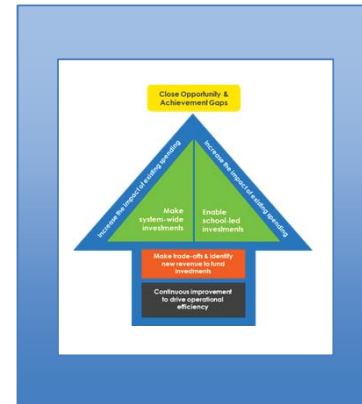 Close Opportunity &
Achievement Gaps
Increase the impact of existing spending
Increase the impact of existing spending
Make
system-wide
investments
Enable
school-led
investments
Make trade-offs & identify
new revenue to fund
investments
Continuous improvement
to drive operational
efficiency